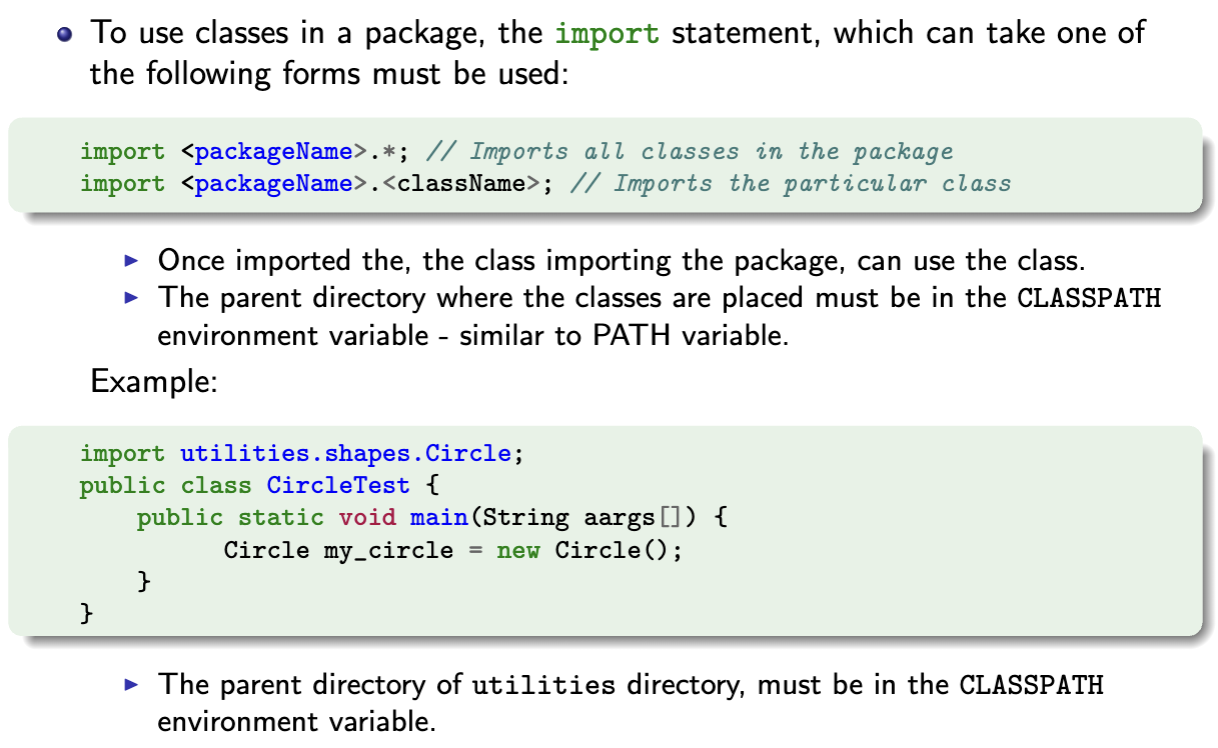 To use classes in a package, the import statement, which can take one of
the following forms must be used:
import <packageName>.*; // Imports all classes in the package
import <packageName>.<className>; // Imports the particular class
Once imported the, the class importing the package, can use the class.
The parent directory where the classes are placed must be in the CLASSPATH
environment variable - similar to PATH variable.
Example:
import utilities.shapes.Circle;
public class CircleTest {
    public static void main(String aargs[]) {
        Circle my_circle = new Circle();
    }
}
The parent directory of utilities directory, must be in the CLASSPATH
environment variable.